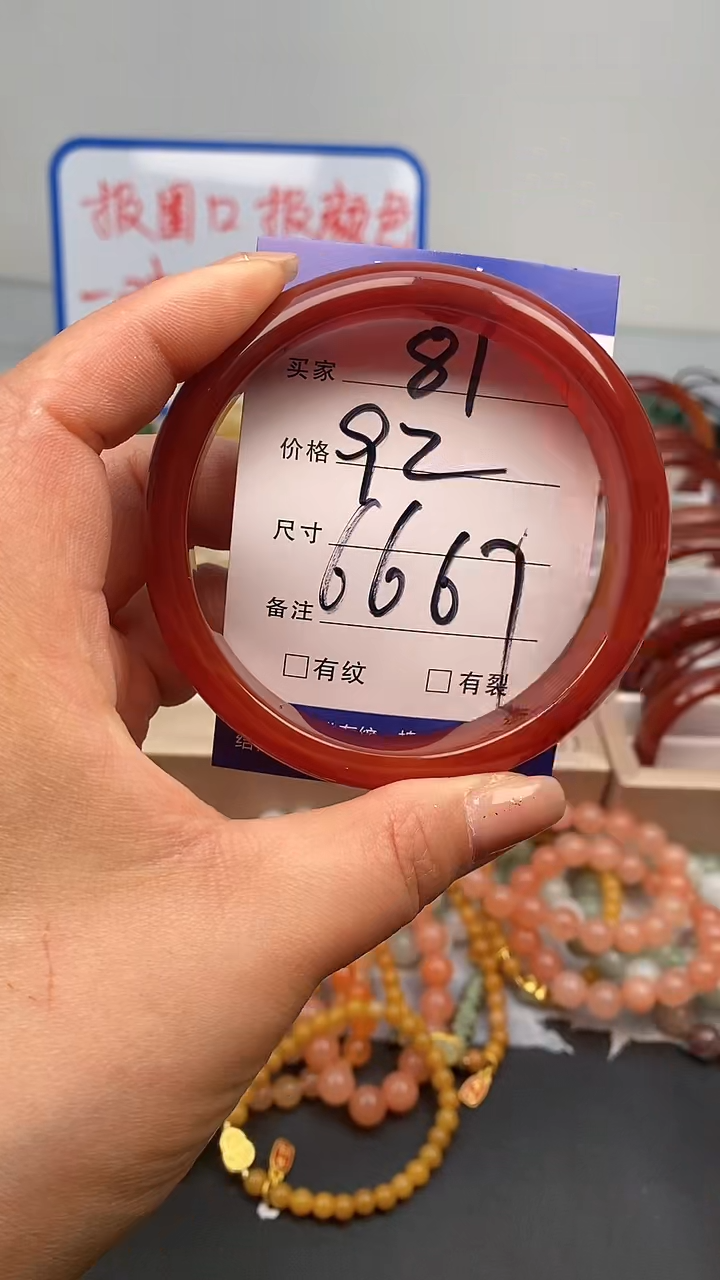 报圈口 报颜色
买家 81
价格 92
尺寸
6667
备注
□有纹 □有裂